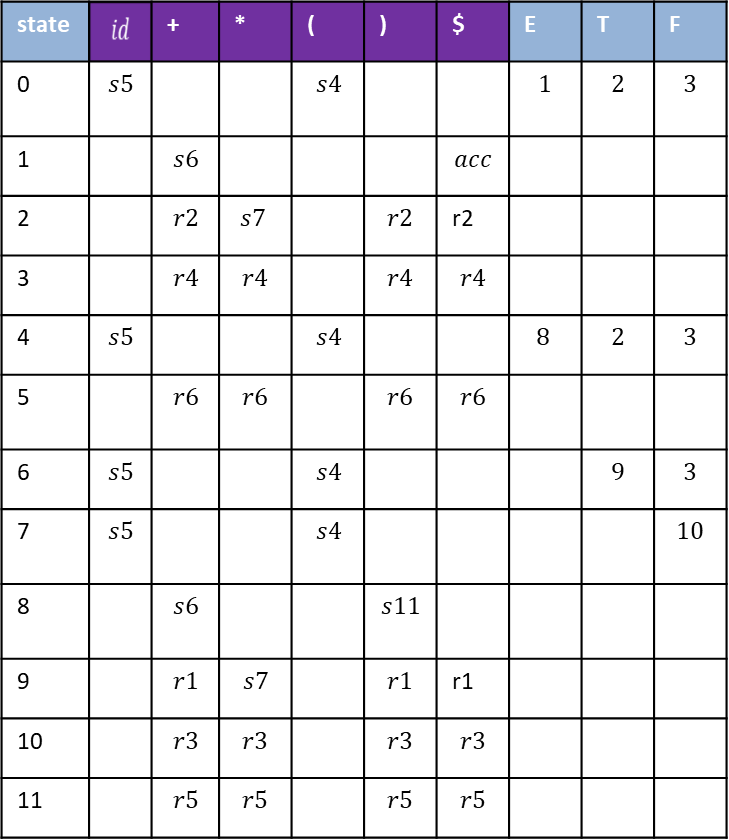 state id + * ( ) $ E T F
0 s5 s4 1 2 3
1 s6 acc
2 r2 s7 r2 r2
3 r4 r4 r4 r4
4 s5 s4 8 2 3
5 r6 r6 r6 r6
6 s5 s4 9 3
7 s5 s4 10
8 s6 s11
9 r1 s7 r1 r1
10 r3 r3 r3 r3
11 r5 r5 r5 r5